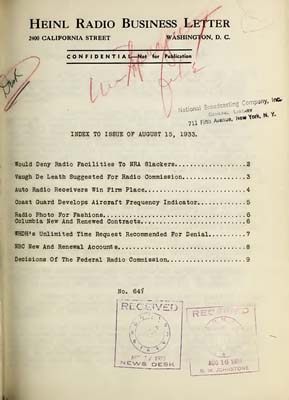 HEINL RADIO BUSINESS LETTER
2400 CALIFORNIA STREET WASHINGTON, D. C.
CONFIDENTIAL—Not for Publication
National Broadcasting Company, Inc.
711 Fifth Avenue, New York, N. Y.
INDEX TO ISSUE OF AUGUST 15, 1933.
Would Deny Radio Facilities To NRA Slackers.....2
Vaugh De Leath Suggested For Radio Commission.....3
Auto Radio Receivers Win Firm Place.....4
Coast Guard Develops Aircraft Frequency Indicator.....5
Radio Photo For Fashions.....6
Columbia New And Renewed Contracts.....6
WHDH's Unlimited Time Request Recommended For Denial.....7
NBC New And Renewal Accounts.....8
Decisions Of The Federal Radio Commission.....9
No. 647
RECEIVED
NEWS DESK
RECEIVED
AUG 16 1933
G. W. JOHNSTONE